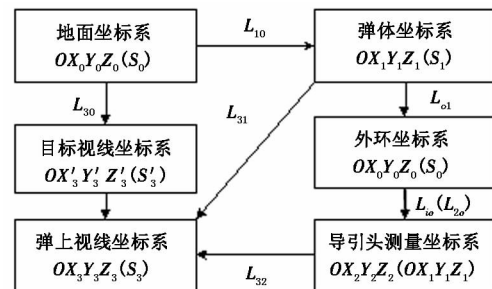 地面坐标系
OX₀Y₀Z₀(S₀)
L₁₀
弹体坐标系
OX₁Y₁Z₁(S₁)
L₃₀
L₃₁
Lₒ₁
目标视线坐标系
OX′₃Y′₃Z′₃(S′₃)
外环坐标系
OX₀Y₀Z₀(S₀)
Lᵢₒ(L₂ₒ)
弹上视线坐标系
OX₃Y₃Z₃(S₃)
L₃₂
导引头测量坐标系
OX₂Y₂Z₂(OX₁Y₁Z₁)